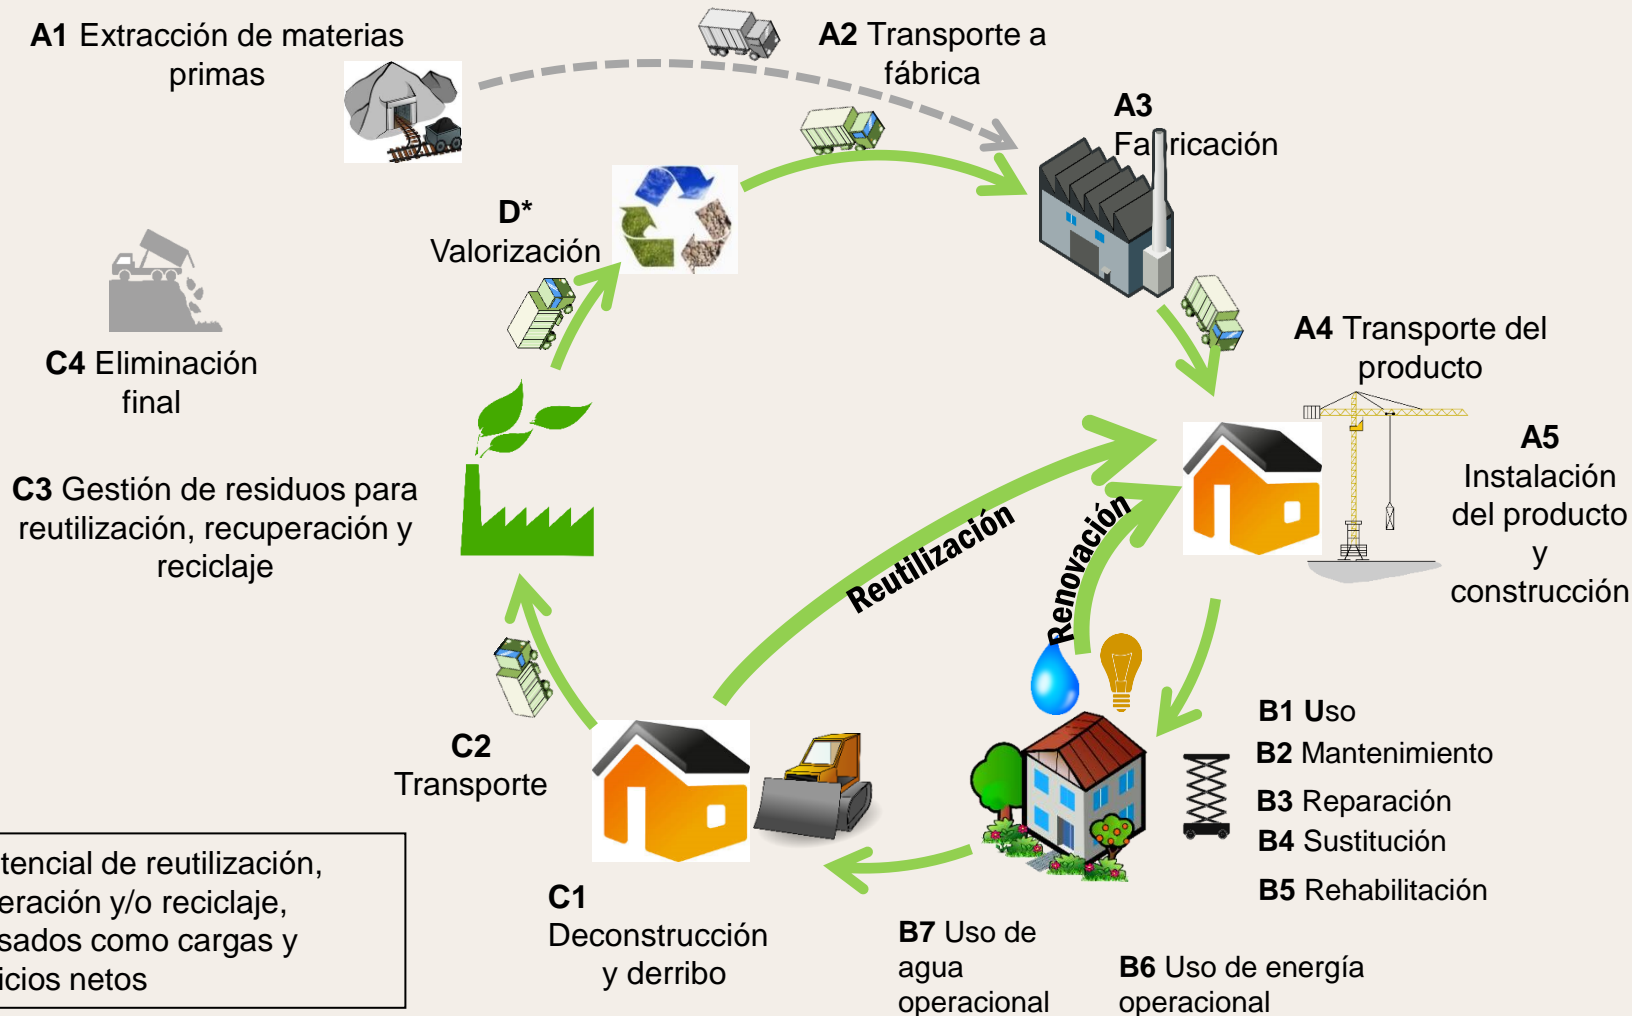 A1 Extracción de materias
primas
A2 Transporte a
fábrica
A3
Fabricación
D*
Valorización
C4 Eliminación
final
A4 Transporte del
producto
A5
Instalación
del producto
y
construcción
C3 Gestión de residuos para
reutilización, recuperación y
reciclaje
Reutilización
Renovación
C2
Transporte
B1 Uso
B2 Mantenimiento
B3 Reparación
B4 Sustitución
B5 Rehabilitación
C1
Deconstrucción
y derribo
B7 Uso de
agua
operacional
B6 Uso de energía
operacional
tencial de reutilización,
eración y/o reciclaje,
sados como cargas y
icios netos